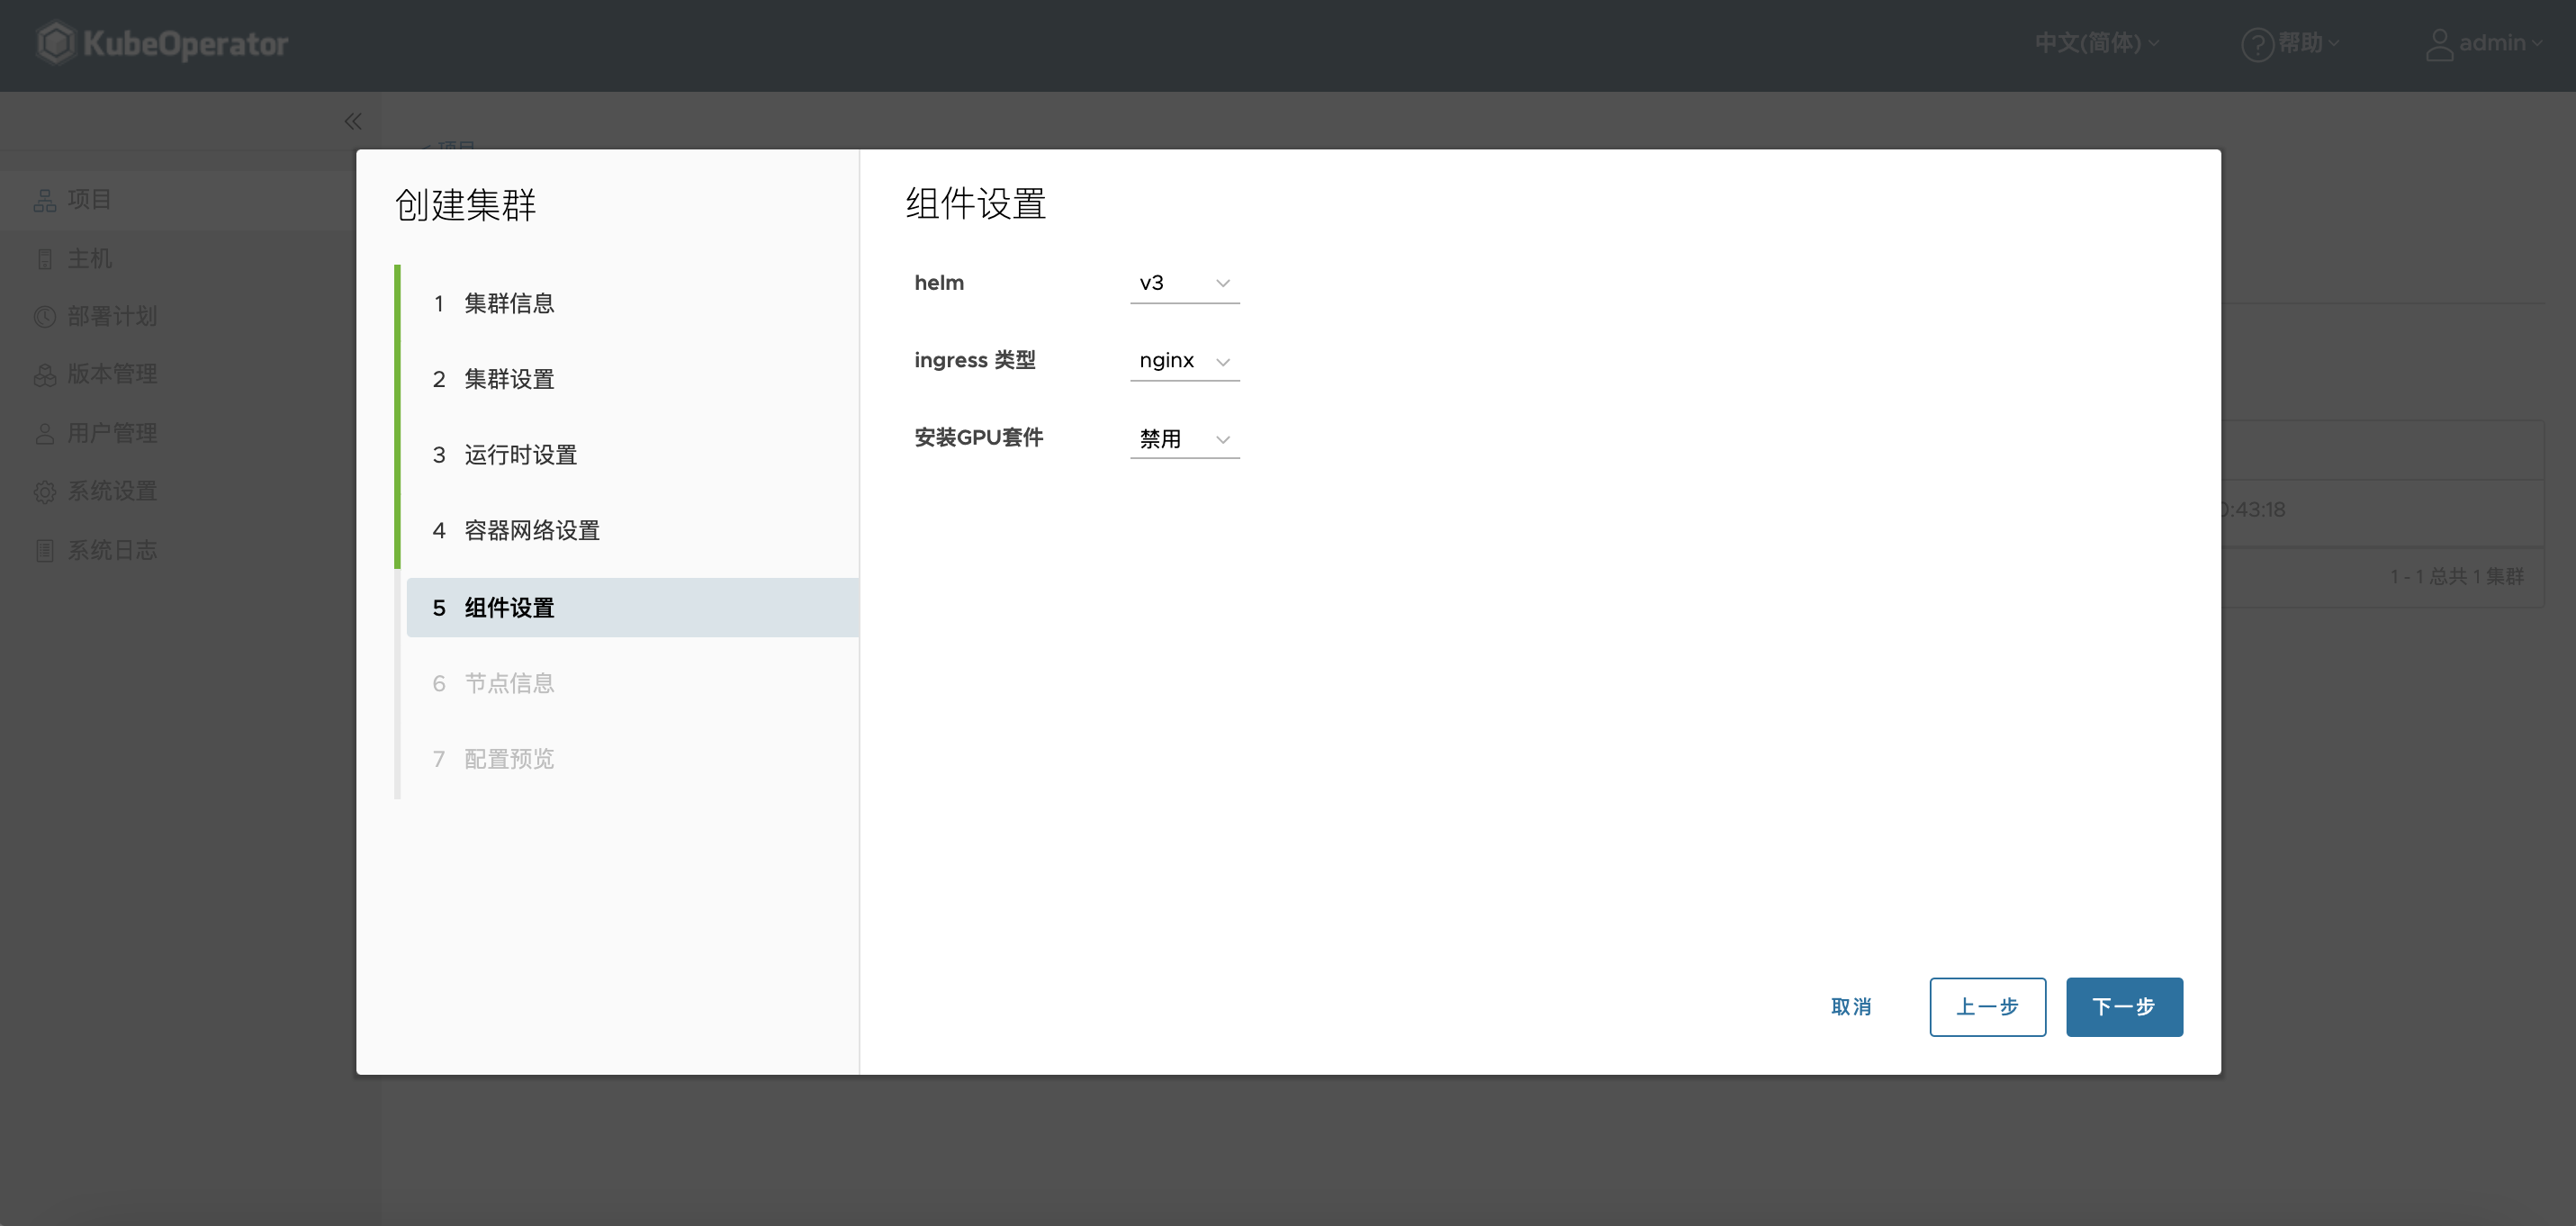 KubeOperator
中文(简体)
帮助
admin
项目
主机
部署计划
版本管理
用户管理
系统设置
系统日志
< 项目
创建集群
1 集群信息
2 集群设置
3 运行时设置
4 容器网络设置
5 组件设置
6 节点信息
7 配置预览
组件设置
helm v3
ingress 类型 nginx
安装GPU套件 禁用
取消
上一步
下一步
:43:18
1 - 1 总共 1 集群